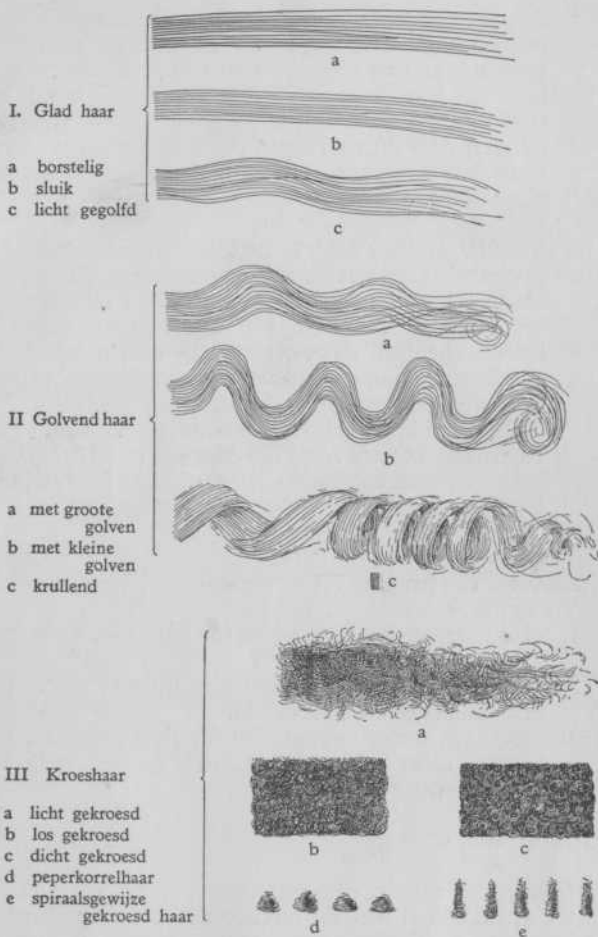 a
I. Glad haar
b
a borstelig
b sluik
c licht gegolfd
c
a
II Golvend haar
b
a met groote
golven
b met kleine
golven
c krullend
c
a
III Kroeshaar
a licht gekroesd
b los gekroesd
c dicht gekroesd
d peperkorrelhaar
e spiraalsgewijze
gekroesd haar
b c
d e